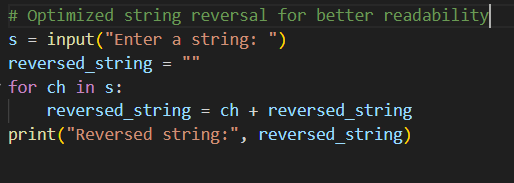 # Optimized string reversal for better readability
s = input("Enter a string: ")
reversed_string = ""
for ch in s:
    reversed_string = ch + reversed_string
print("Reversed string:", reversed_string)